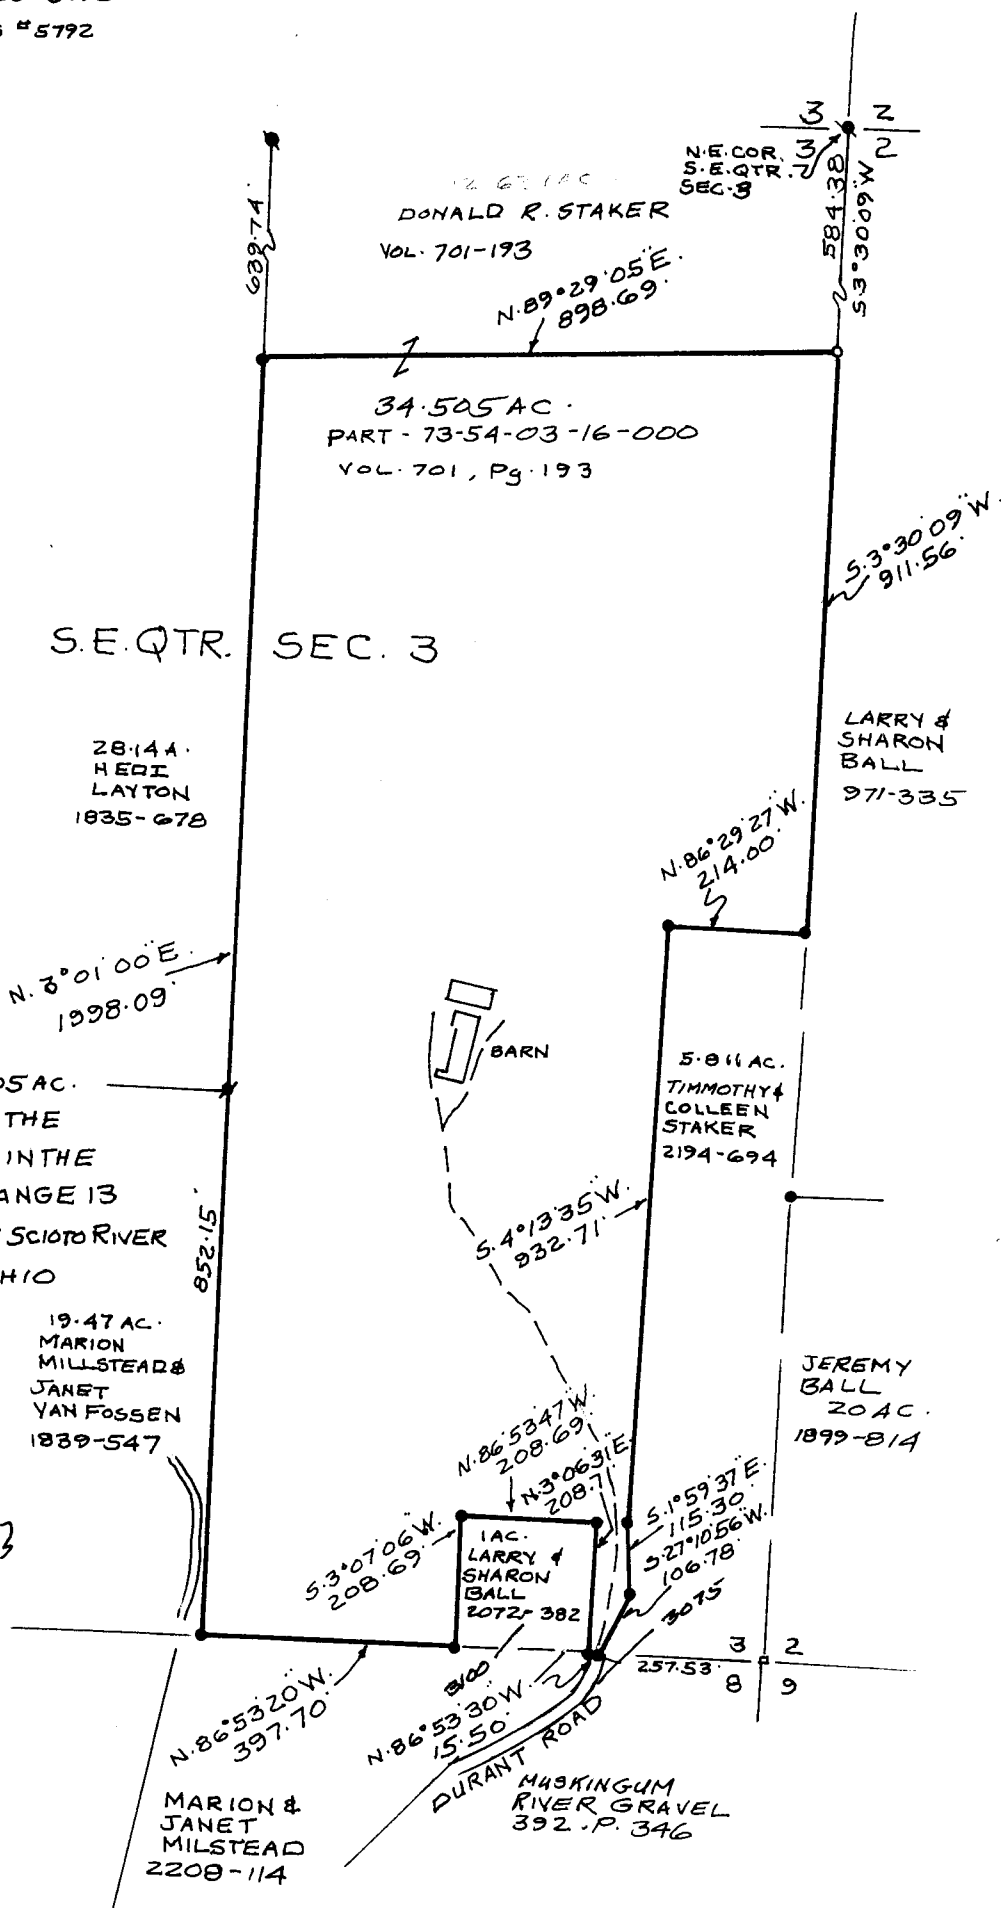 #5792
3 2
3 2
N.E. COR.
S.E. QTR.
SEC. 3
584.38
S.3°30'09"W
639.74'
DONALD R. STAKER
VOL. 701-193
N.89°29'05"E.
898.69'
34.505 AC.
PART - 73-54-03-16-000
VOL. 701, Pg. 193
S.3°30'09"W.
911.56'
S.E. QTR. SEC. 3
LARRY &
SHARON
BALL
971-335
28.14 A.
HEDI
LAYTON
1835-678
N.86°29'27"W.
214.00'
N.3°01'00"E.
1998.09'
BARN
5.811 AC.
TIMMOTHY &
COLLEEN
STAKER
2194-694
5 AC.
THE
IN THE
ANGE 13
SCIOTO RIVER
HIO
852.15'
S.4°13'35"W.
932.71'
19.47 AC.
MARION
MILLSTEAD &
JANET
VAN FOSSEN
1839-547
JEREMY
BALL
20 AC.
1899-814
N.86°53'47"W.
208.69'
N.3°06'31"E.
208.7
S.1°59'37"E.
115.30'
S.27°10'56"W.
106.78'
3
S.3°07'06"W.
208.69'
1 AC.
LARRY &
SHARON
BALL
2072-382
3075
3 2
257.53'
8 9
3100
N.86°53'20"W.
397.70'
N.86°53'30"W.
15.50'
DURANT ROAD
MUSKINGUM
RIVER GRAVEL
392.P. 346
MARION &
JANET
MILSTEAD
2208-114